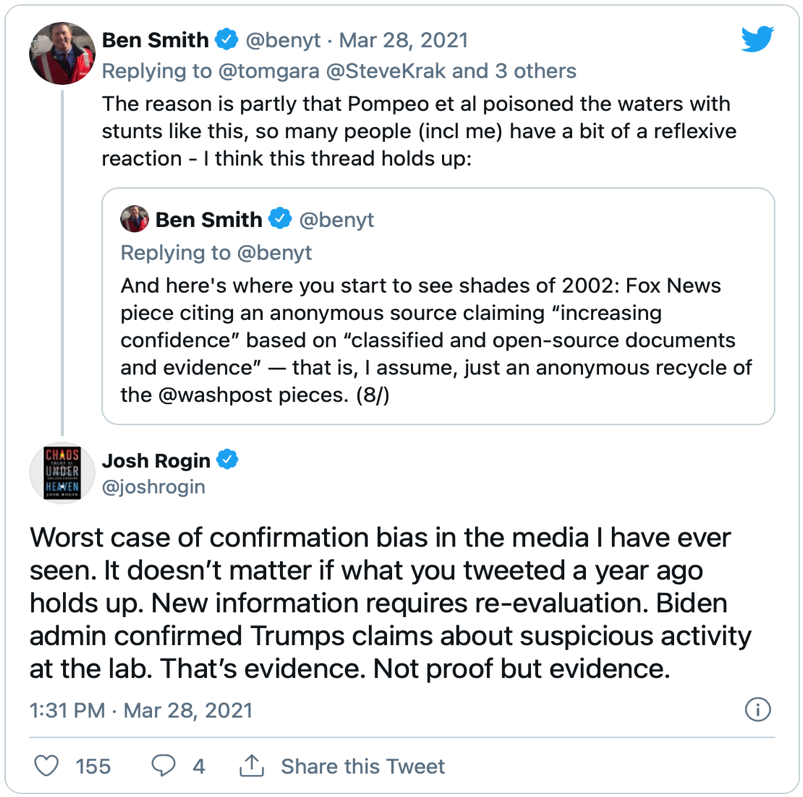 Ben Smith @benyt · Mar 28, 2021
Replying to @tomgara @SteveKrak and 3 others
The reason is partly that Pompeo et al poisoned the waters with
stunts like this, so many people (incl me) have a bit of a reflexive
reaction - I think this thread holds up:
Ben Smith @benyt
Replying to @benyt
And here's where you start to see shades of 2002: Fox News
piece citing an anonymous source claiming “increasing
confidence” based on “classified and open-source documents
and evidence” — that is, I assume, just an anonymous recycle of
the @washpost pieces. (8/)
CHAOS
UNDER
HEAVEN
Josh Rogin
@joshrogin
Worst case of confirmation bias in the media I have ever
seen. It doesn’t matter if what you tweeted a year ago
holds up. New information requires re-evaluation. Biden
admin confirmed Trumps claims about suspicious activity
at the lab. That’s evidence. Not proof but evidence.
1:31 PM · Mar 28, 2021
155 4 Share this Tweet